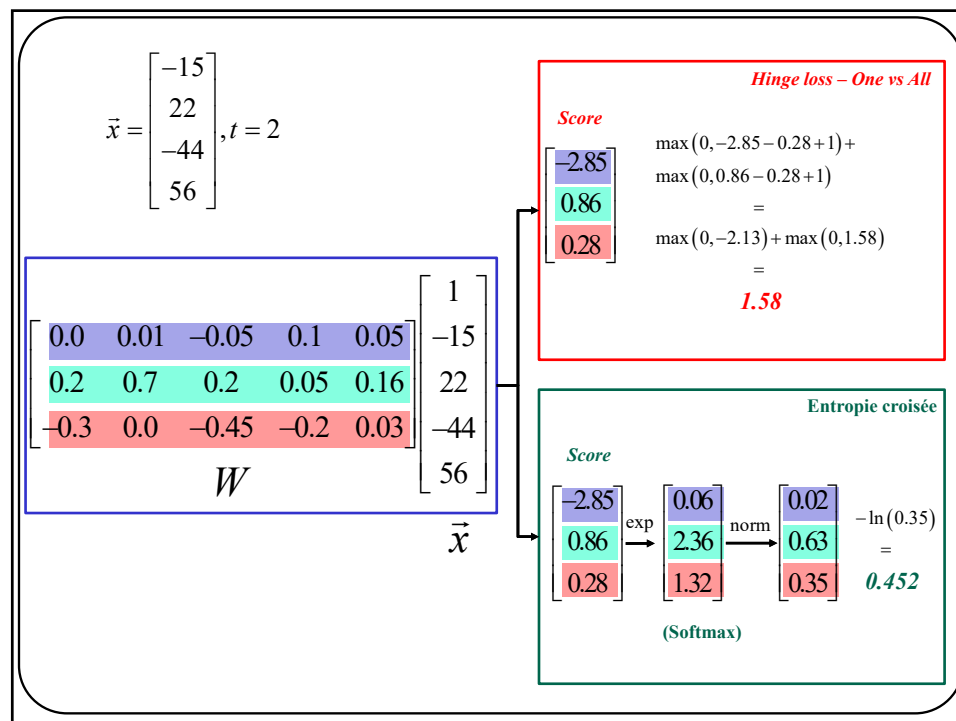 x⃗ = [−15 22 −44 56], t = 2
Hinge loss – One vs All
Score
−2.85
0.86
0.28
max(0,−2.85−0.28+1)+
max(0,0.86−0.28+1)
=
max(0,−2.13)+max(0,1.58)
=
1.58
0.0 0.01 −0.05 0.1 0.05
0.2 0.7 0.2 0.05 0.16
−0.3 0.0 −0.45 −0.2 0.03
W
1
−15
22
−44
56
x⃗
Entropie croisée
Score
−2.85
0.86
0.28
exp
0.06
2.36
1.32
norm
0.02
0.63
0.35
(Softmax)
−ln(0.35)
=
0.452